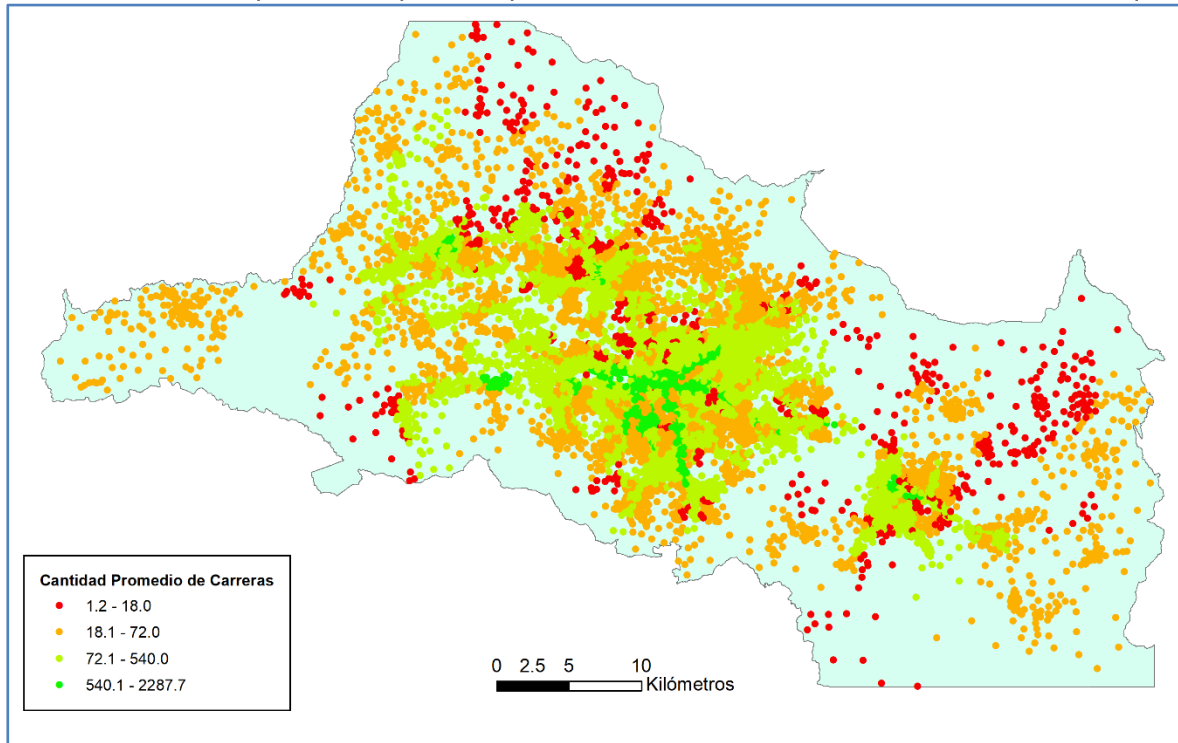 Cantidad Promedio de Carreras
1.2 - 18.0
18.1 - 72.0
72.1 - 540.0
540.1 - 2287.7
0 2.5 5 10
Kilómetros